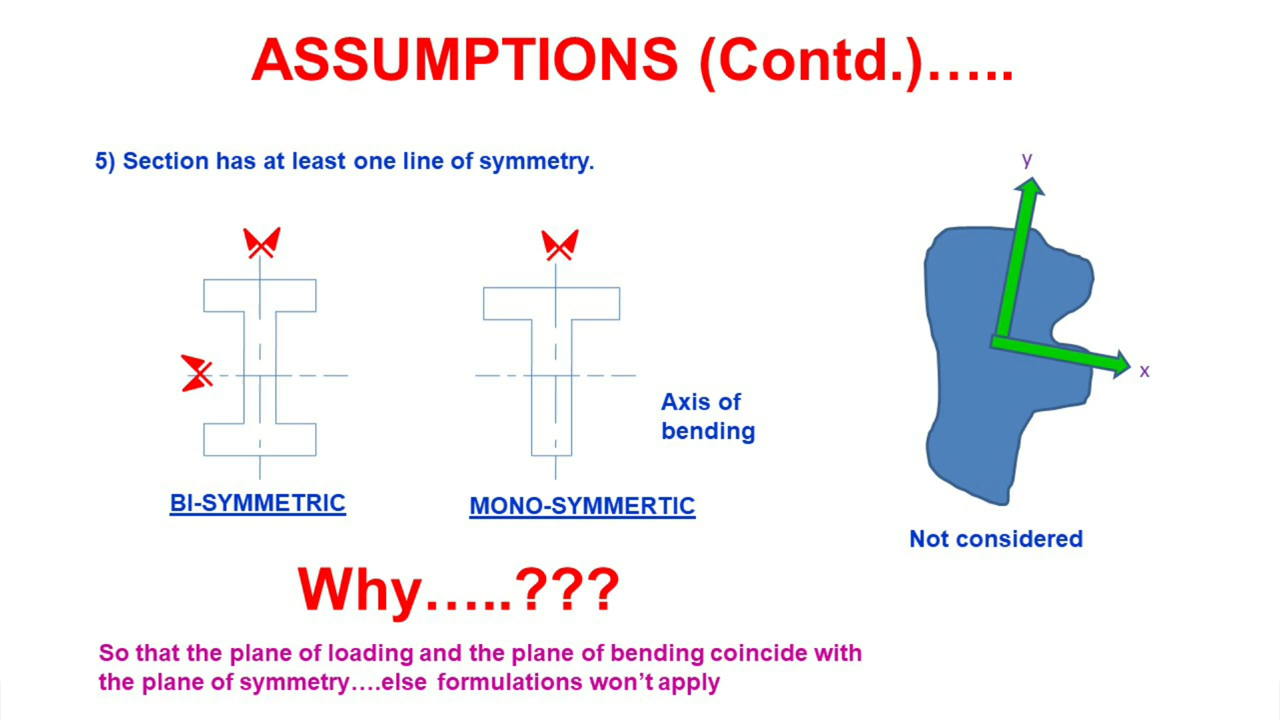 ASSUMPTIONS (Contd.)…..
5) Section has at least one line of symmetry.
y
x
Axis of
bending
BI-SYMMETRIC
MONO-SYMMERTIC
Not considered
Why…..???
So that the plane of loading and the plane of bending coincide with
the plane of symmetry….else formulations won't apply